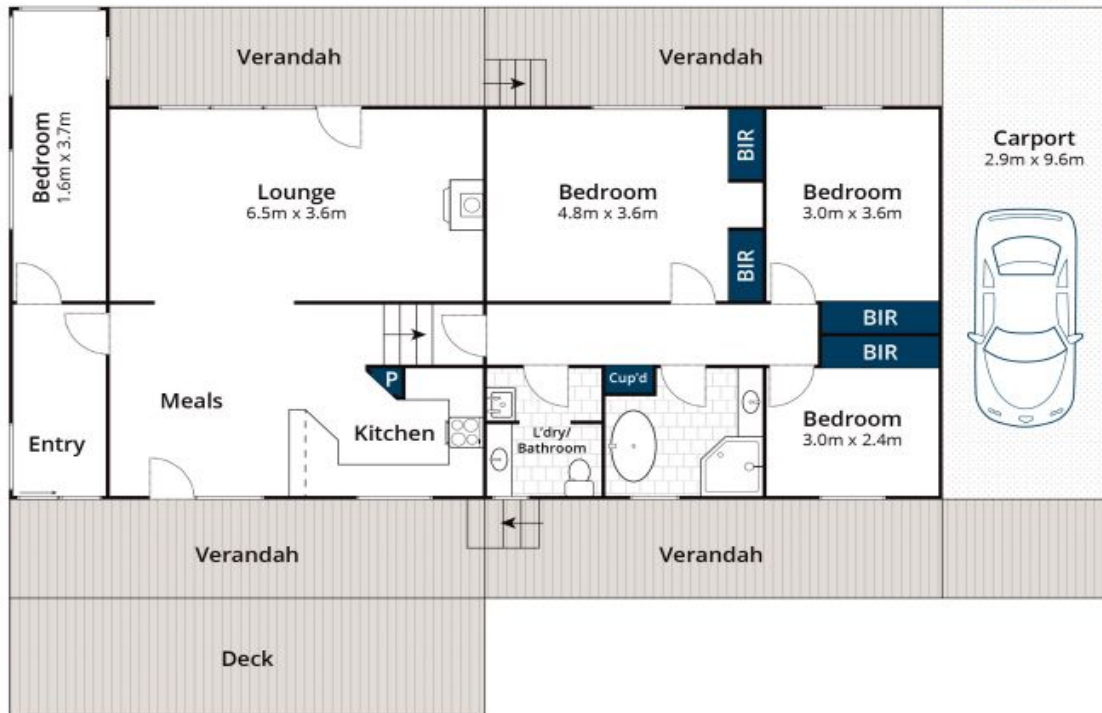 Verandah
Verandah
Bedroom
1.6m x 3.7m
Lounge
6.5m x 3.6m
Bedroom
4.8m x 3.6m
BIR
BIR
Bedroom
3.0m x 3.6m
Carport
2.9m x 9.6m
BIR
BIR
P
Cup'd
Meals
Kitchen
L'dry/
Bathroom
Bedroom
3.0m x 2.4m
Entry
Verandah
Verandah
Deck